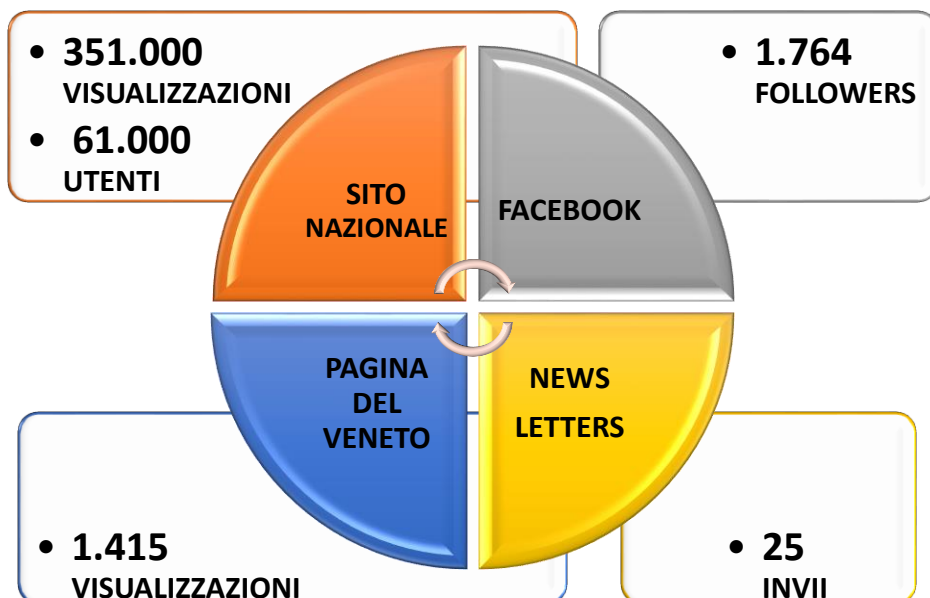 • 351.000
VISUALIZZAZIONI
• 61.000
UTENTI
• 1.764
FOLLOWERS
SITO
NAZIONALE
FACEBOOK
PAGINA
DEL
VENETO
NEWS
LETTERS
• 1.415
VISUALIZZAZIONI
• 25
INVII